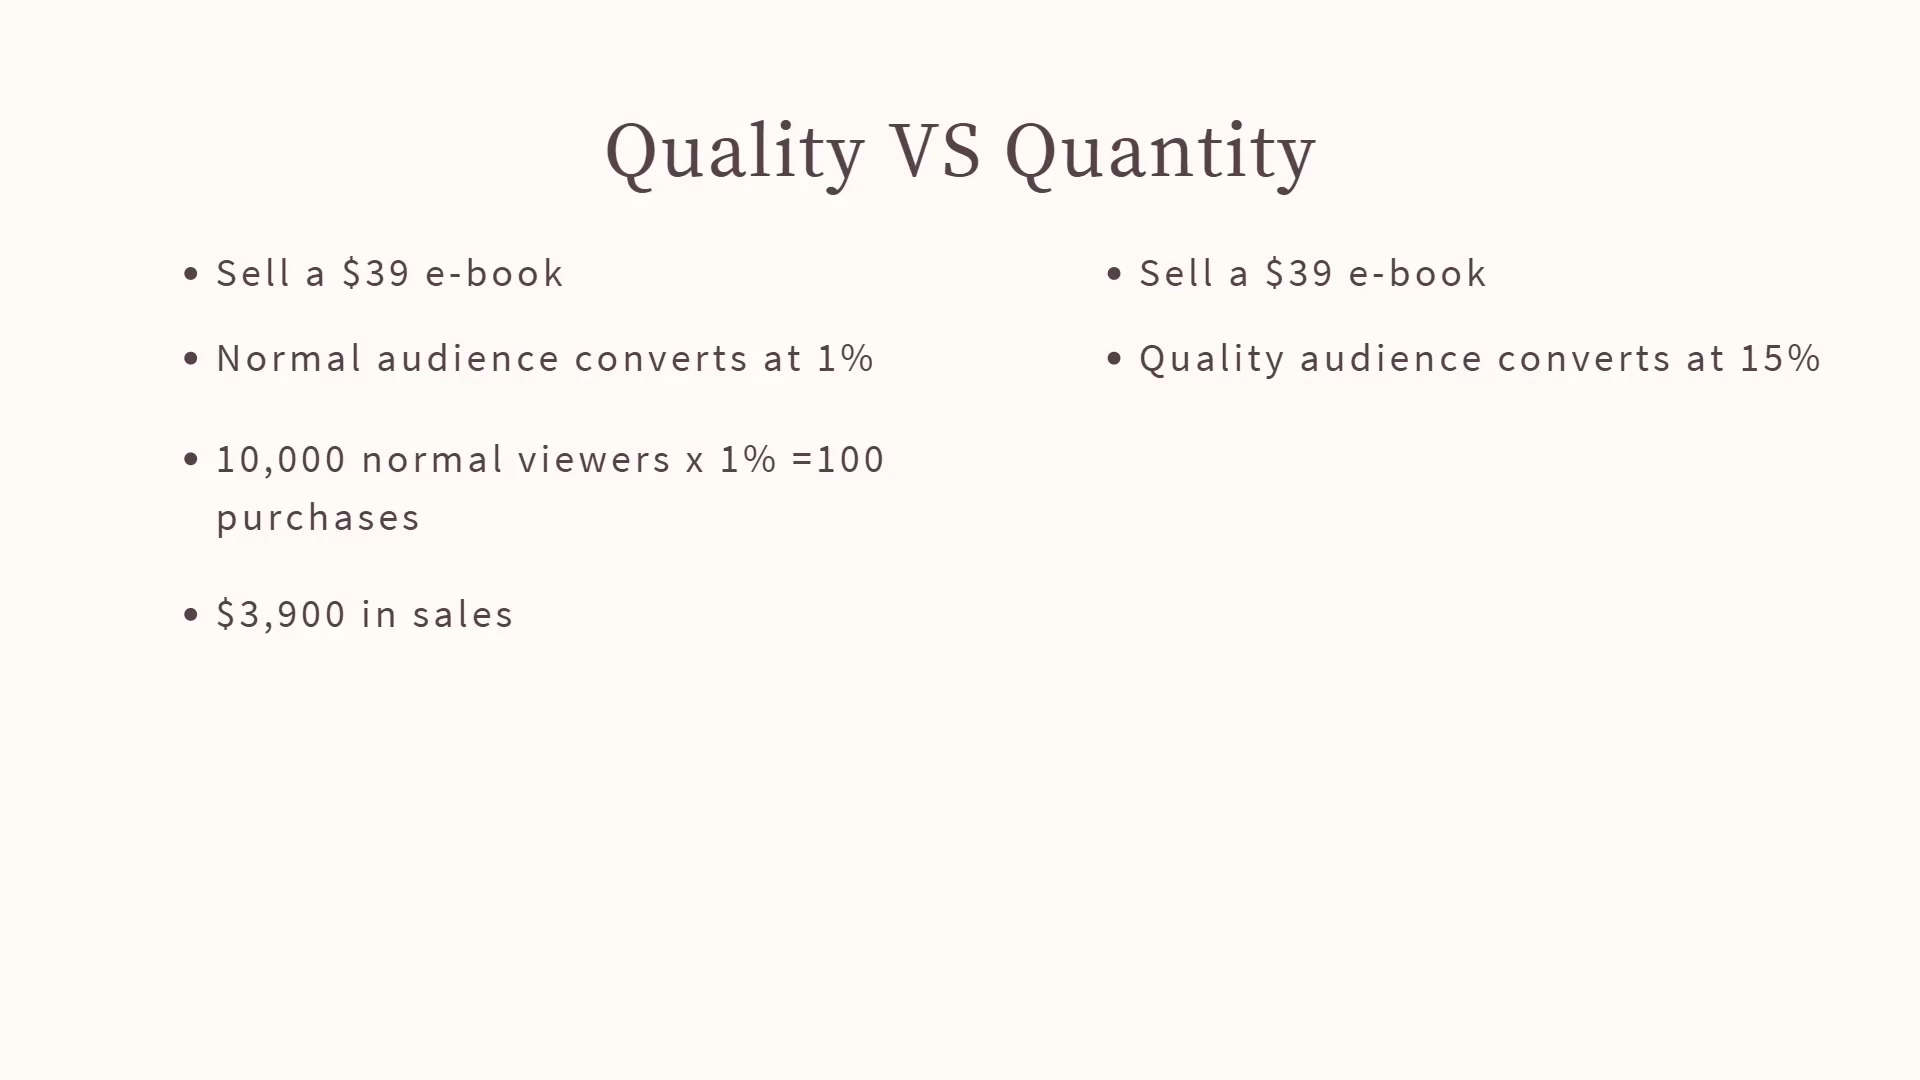 Quality VS Quantity
• Sell a $39 e-book
• Normal audience converts at 1%
• 10,000 normal viewers x 1% =100
purchases
• $3,900 in sales
• Sell a $39 e-book
• Quality audience converts at 15%